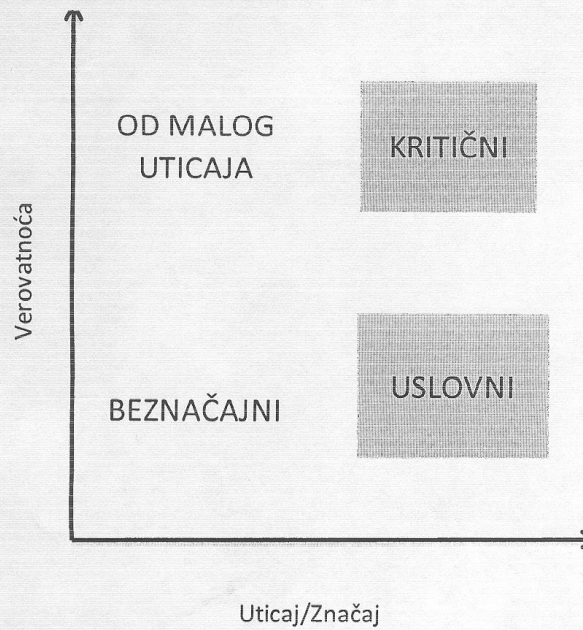 OD MALOG
UTICAJA
KRITIČNI
Verovatnoća
BEZNAČAJNI
USLOVNI
Uticaj/Značaj